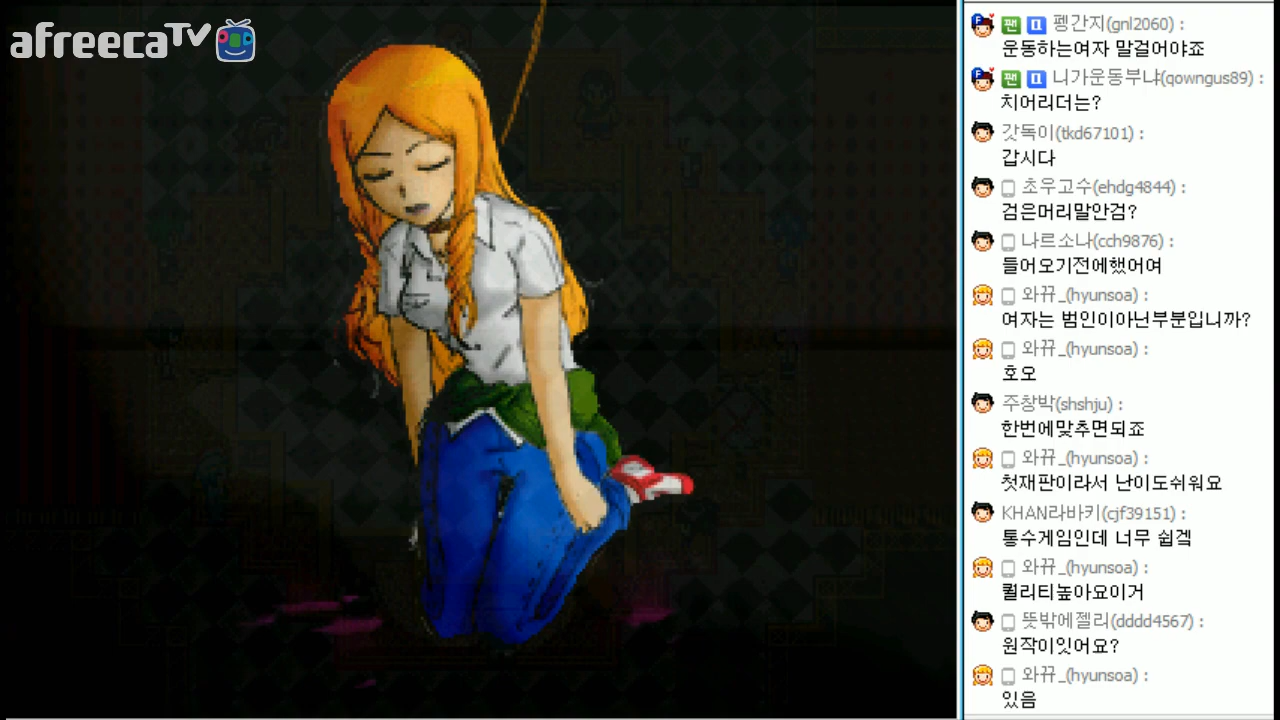 afreecaTV
팬 펭간지(gnl2060) :
운동하는여자 말걸어야죠
팬 니가운동부냐(qowngus89) :
치어리더는?
갓독이(tkd67101) :
갑시다
초우고수(ehdg4844) :
검은머리말안검?
나르소나(cch9876) :
들어오기전에했어여
와뀨_(hyunsoa) :
여자는 범인이아닌부분입니까?
와뀨_(hyunsoa) :
호오
주창박(shshju) :
한번에맞추면되죠
와뀨_(hyunsoa) :
첫재판이라서 난이도쉬워요
KHAN라바키(cjf39151) :
통수게임인데 너무 쉽겤
와뀨_(hyunsoa) :
퀄리티높아요이거
뜻밖에젤리(dddd4567) :
원작이잇어요?
와뀨_(hyunsoa) :
있음